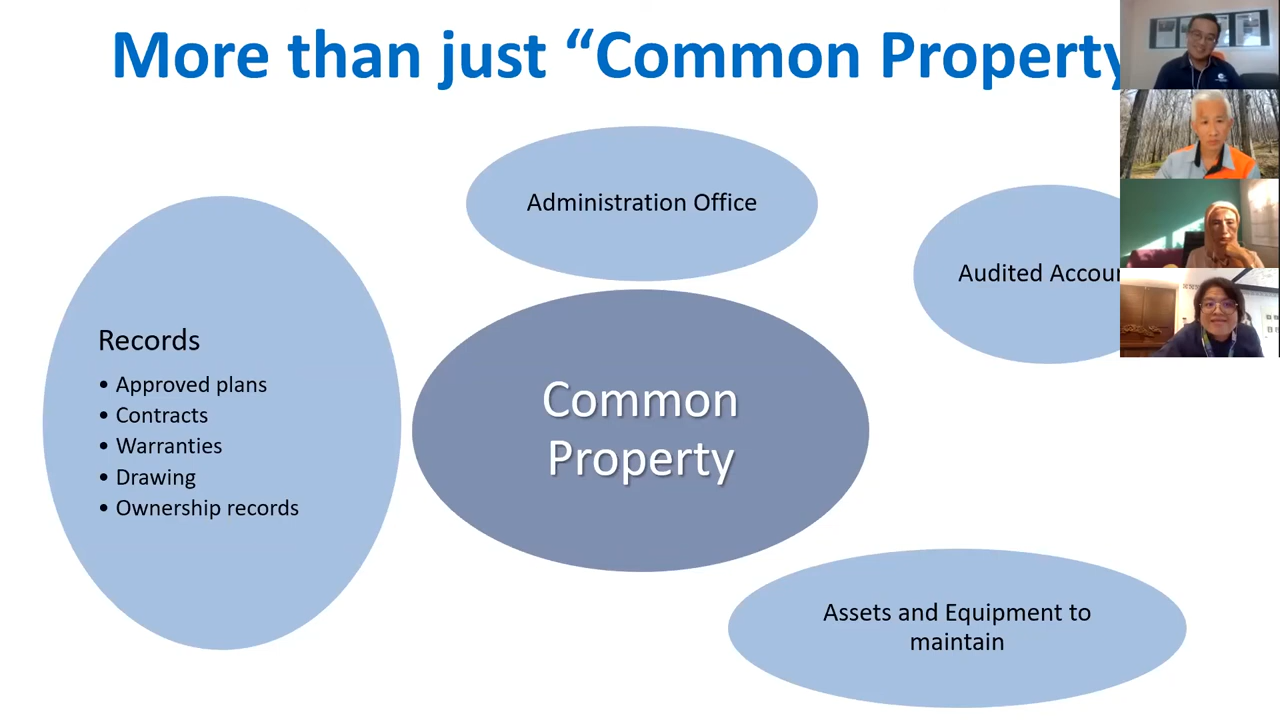 More than just “Common Property
Administration Office
Audited Accou
Records
• Approved plans
• Contracts
• Warranties
• Drawing
• Ownership records
Common
Property
Assets and Equipment to
maintain